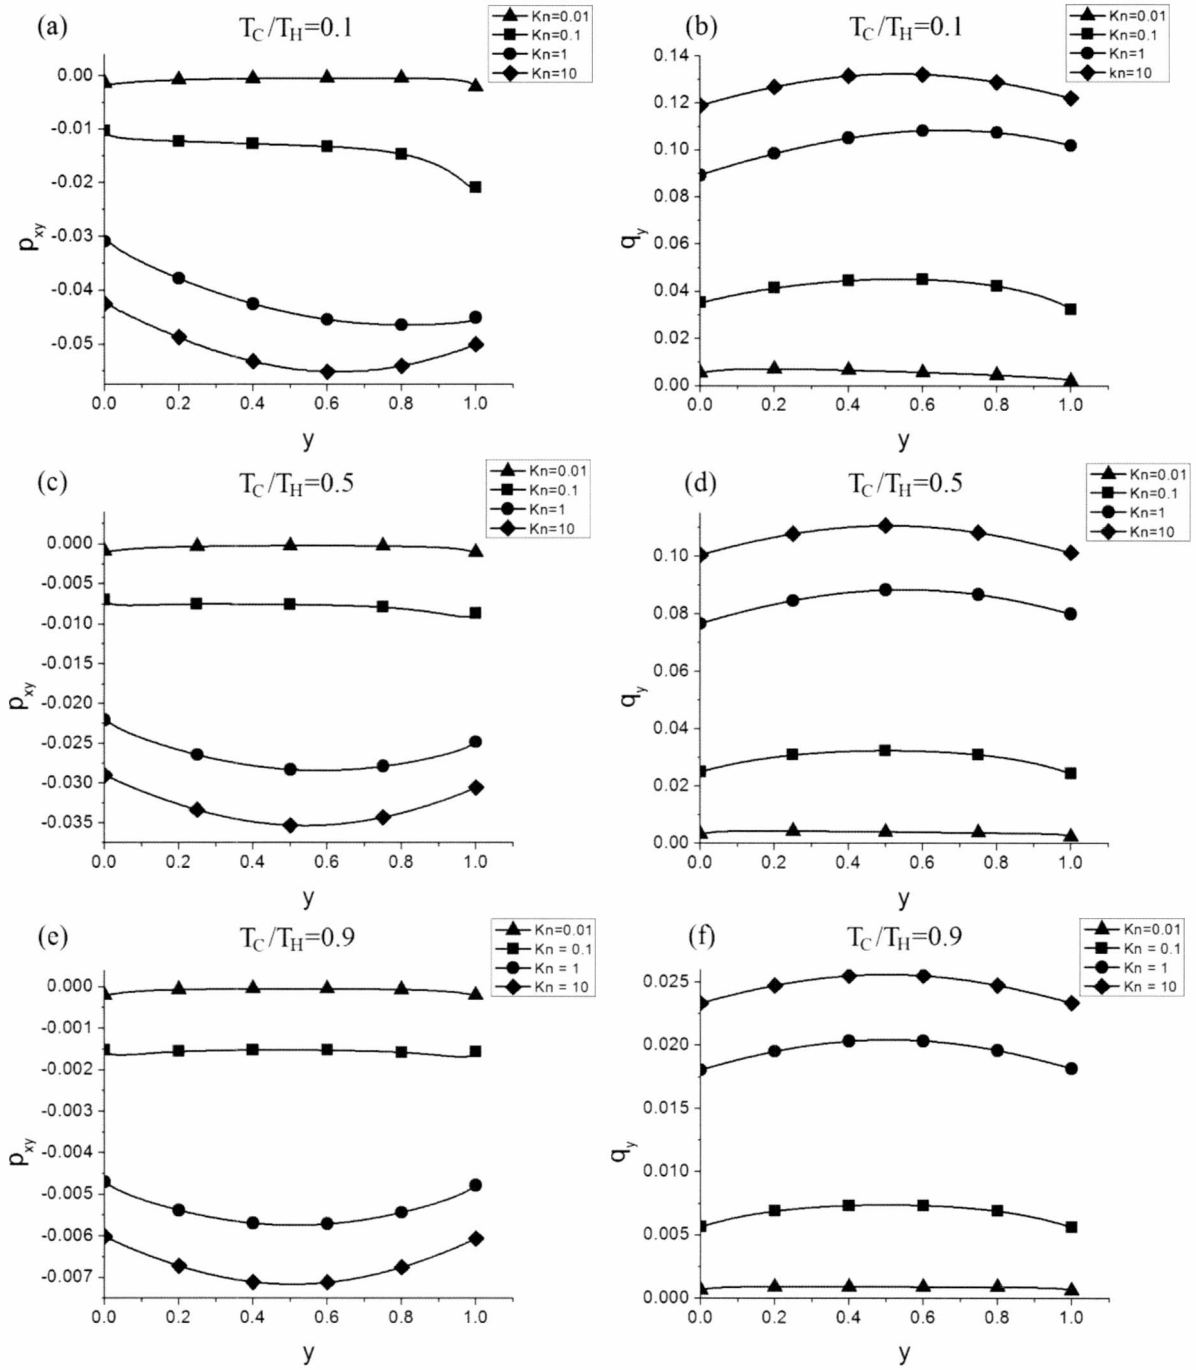 (a) T_C/T_H=0.1
Kn=0.01
Kn=0.1
Kn=1
Kn=10
0.00
-0.01
-0.02
-0.03
-0.04
-0.05
p_xy
0.0 0.2 0.4 0.6 0.8 1.0
y
(b) T_C/T_H=0.1
Kn=0.01
Kn=0.1
Kn=1
kn=10
0.14
0.12
0.10
0.08
0.06
0.04
0.02
0.00
q_y
0.0 0.2 0.4 0.6 0.8 1.0
y
(c) T_C/T_H=0.5
Kn=0.01
Kn=0.1
Kn=1
Kn=10
0.000
-0.005
-0.010
-0.015
-0.020
-0.025
-0.030
-0.035
p_xy
0.0 0.2 0.4 0.6 0.8 1.0
y
(d) T_C/T_H=0.5
Kn=0.01
Kn=0.1
Kn=1
Kn=10
0.10
0.08
0.06
0.04
0.02
0.00
q_y
0.0 0.2 0.4 0.6 0.8 1.0
y
(e) T_C/T_H=0.9
Kn=0.01
Kn = 0.1
Kn = 1
Kn = 10
0.000
-0.001
-0.002
-0.003
-0.004
-0.005
-0.006
-0.007
p_xy
0.0 0.2 0.4 0.6 0.8 1.0
y
(f) T_C/T_H=0.9
Kn=0.01
Kn = 0.1
Kn = 1
Kn = 10
0.025
0.020
0.015
0.010
0.005
0.000
q_y
0.0 0.2 0.4 0.6 0.8 1.0
y